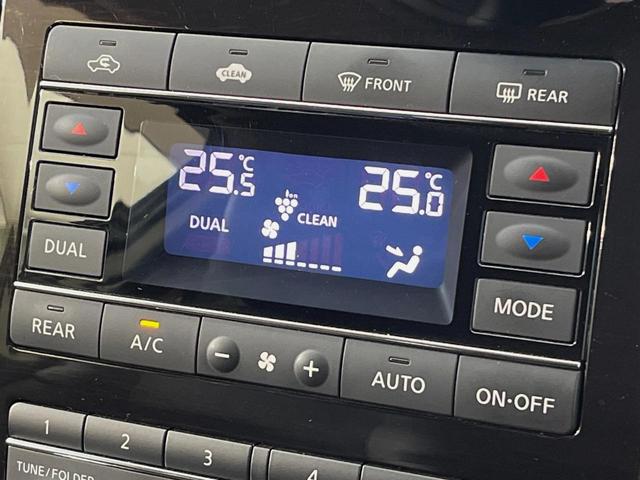 CLEAN
FRONT
REAR
25.5°C
25.0°C
ion
DUAL
CLEAN
DUAL
MODE
REAR
A/C
− +
AUTO
ON·OFF
1 2 3 4
TUNE/FOLDER